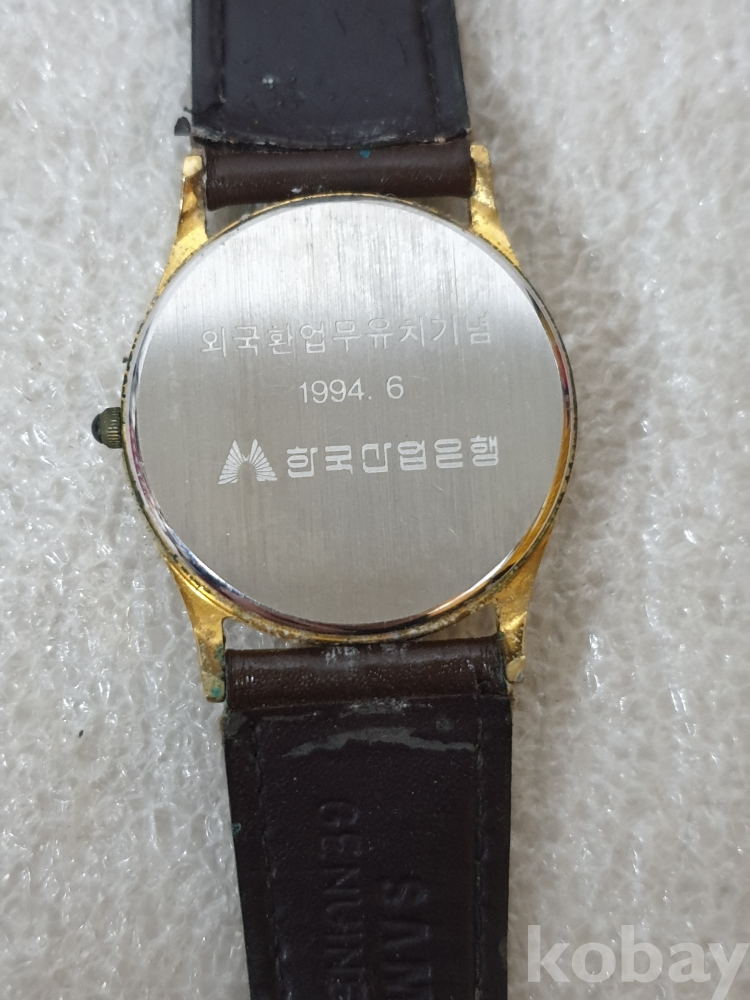 외국환업무유치기념
1994. 6
한국산업은행
GENUINE
SAM
kobay